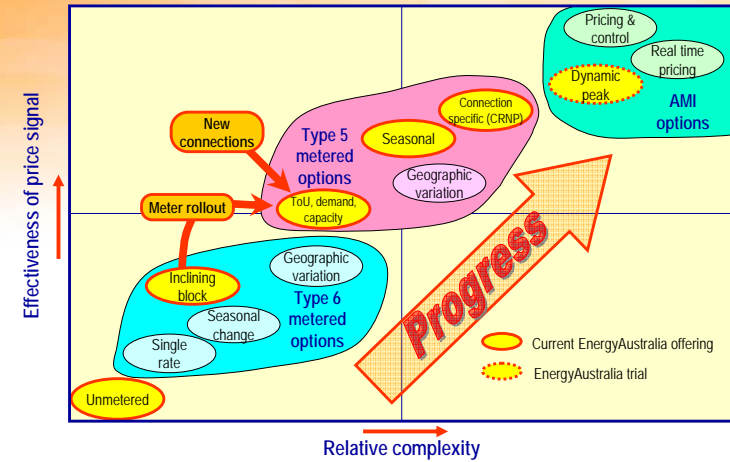 Pricing &
control
Real time
pricing
Dynamic
peak
AMI
options
Connection
specific (CRNP)
New
connections
Type 5
metered
options
Seasonal
Geographic
variation
Meter rollout
ToU, demand,
capacity
Geographic
variation
Inclining
block
Type 6
metered
options
Seasonal
change
Single
rate
Unmetered
Progress
Current EnergyAustralia offering
EnergyAustralia trial
Effectiveness of price signal
Relative complexity